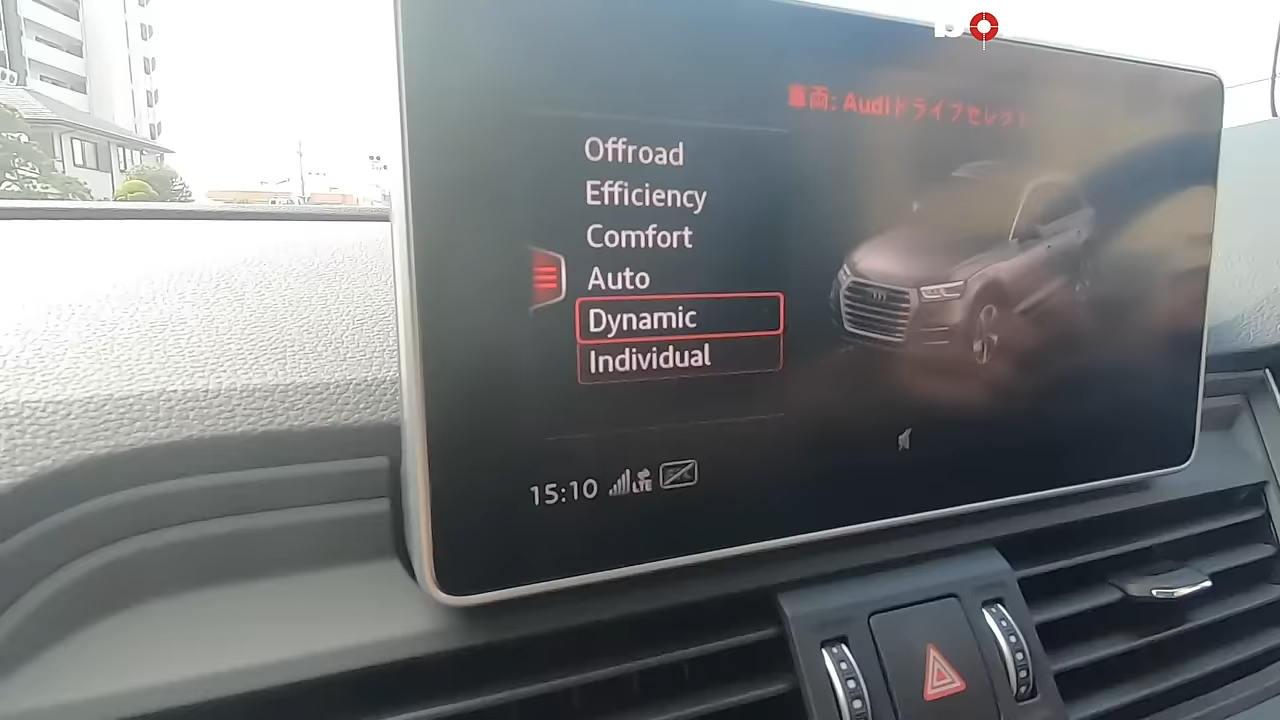 車両: Audiドライブセレクト
Offroad
Efficiency
Comfort
Auto
Dynamic
Individual
15:10
LTE